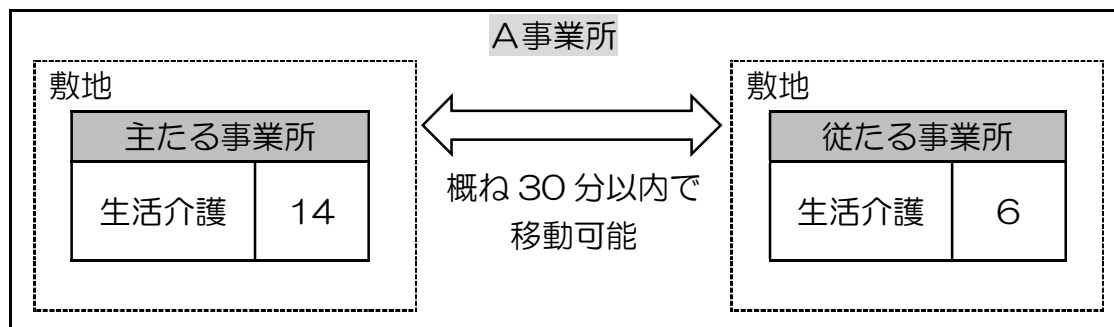 A事業所
敷地
主たる事業所
生活介護 14
概ね30分以内で
移動可能
敷地
従たる事業所
生活介護 6